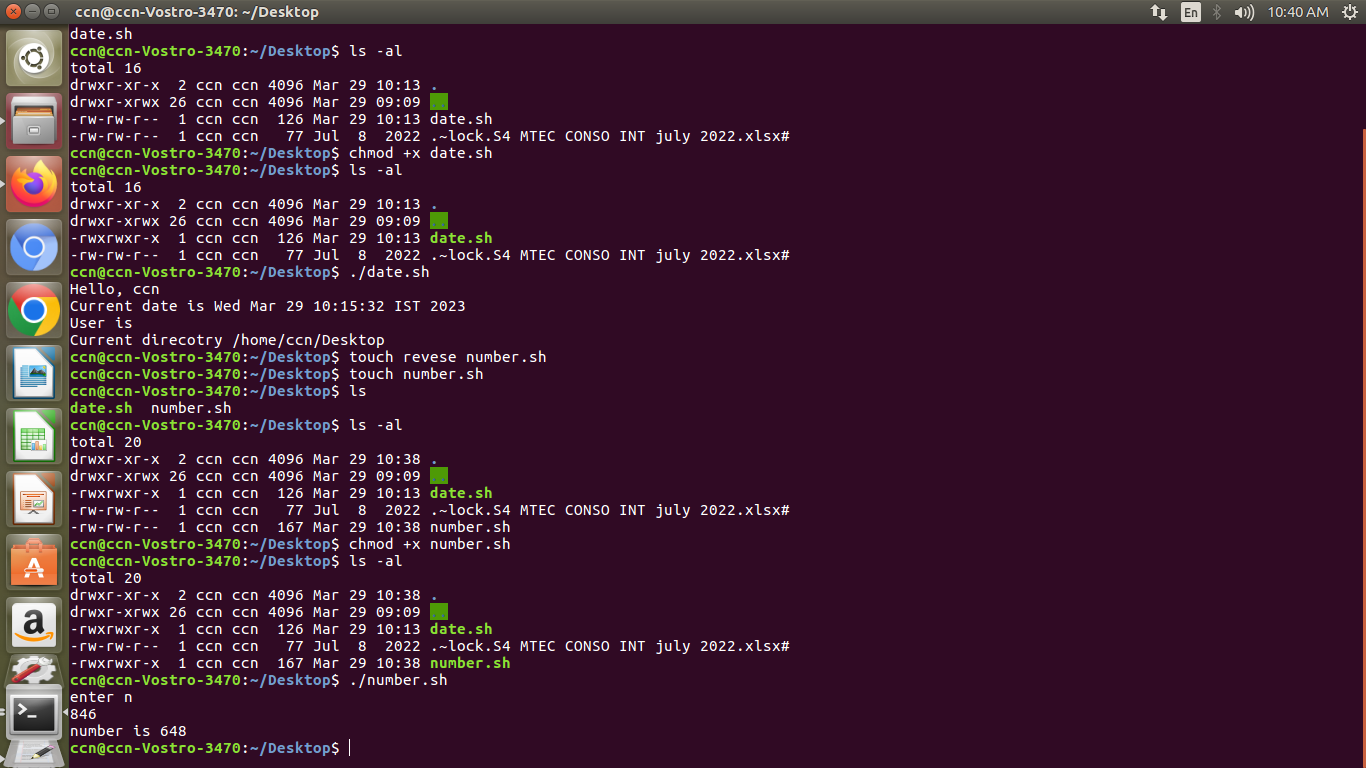 ccn@ccn-Vostro-3470: ~/Desktop
En
10:40 AM
date.sh
ccn@ccn-Vostro-3470:~/Desktop$ ls -al
total 16
drwxr-xr-x  2 ccn ccn 4096 Mar 29 10:13 .
drwxr-xrwx 26 ccn ccn 4096 Mar 29 09:09 ..
-rw-rw-r--  1 ccn ccn  126 Mar 29 10:13 date.sh
-rw-rw-r--  1 ccn ccn   77 Jul  8  2022 .~lock.S4 MTEC CONSO INT july 2022.xlsx#
ccn@ccn-Vostro-3470:~/Desktop$ chmod +x date.sh
ccn@ccn-Vostro-3470:~/Desktop$ ls -al
total 16
drwxr-xr-x  2 ccn ccn 4096 Mar 29 10:13 .
drwxr-xrwx 26 ccn ccn 4096 Mar 29 09:09 ..
-rwxrwxr-x  1 ccn ccn  126 Mar 29 10:13 date.sh
-rw-rw-r--  1 ccn ccn   77 Jul  8  2022 .~lock.S4 MTEC CONSO INT july 2022.xlsx#
ccn@ccn-Vostro-3470:~/Desktop$ ./date.sh
Hello, ccn
Current date is Wed Mar 29 10:15:32 IST 2023
User is
Current direcotry /home/ccn/Desktop
ccn@ccn-Vostro-3470:~/Desktop$ touch revese number.sh
ccn@ccn-Vostro-3470:~/Desktop$ touch number.sh
ccn@ccn-Vostro-3470:~/Desktop$ ls
date.sh  number.sh
ccn@ccn-Vostro-3470:~/Desktop$ ls -al
total 20
drwxr-xr-x  2 ccn ccn 4096 Mar 29 10:38 .
drwxr-xrwx 26 ccn ccn 4096 Mar 29 09:09 ..
-rwxrwxr-x  1 ccn ccn  126 Mar 29 10:13 date.sh
-rw-rw-r--  1 ccn ccn   77 Jul  8  2022 .~lock.S4 MTEC CONSO INT july 2022.xlsx#
-rw-rw-r--  1 ccn ccn  167 Mar 29 10:38 number.sh
ccn@ccn-Vostro-3470:~/Desktop$ chmod +x number.sh
ccn@ccn-Vostro-3470:~/Desktop$ ls -al
total 20
drwxr-xr-x  2 ccn ccn 4096 Mar 29 10:38 .
drwxr-xrwx 26 ccn ccn 4096 Mar 29 09:09 ..
-rwxrwxr-x  1 ccn ccn  126 Mar 29 10:13 date.sh
-rw-rw-r--  1 ccn ccn   77 Jul  8  2022 .~lock.S4 MTEC CONSO INT july 2022.xlsx#
-rwxrwxr-x  1 ccn ccn  167 Mar 29 10:38 number.sh
ccn@ccn-Vostro-3470:~/Desktop$ ./number.sh
enter n
846
number is 648
ccn@ccn-Vostro-3470:~/Desktop$